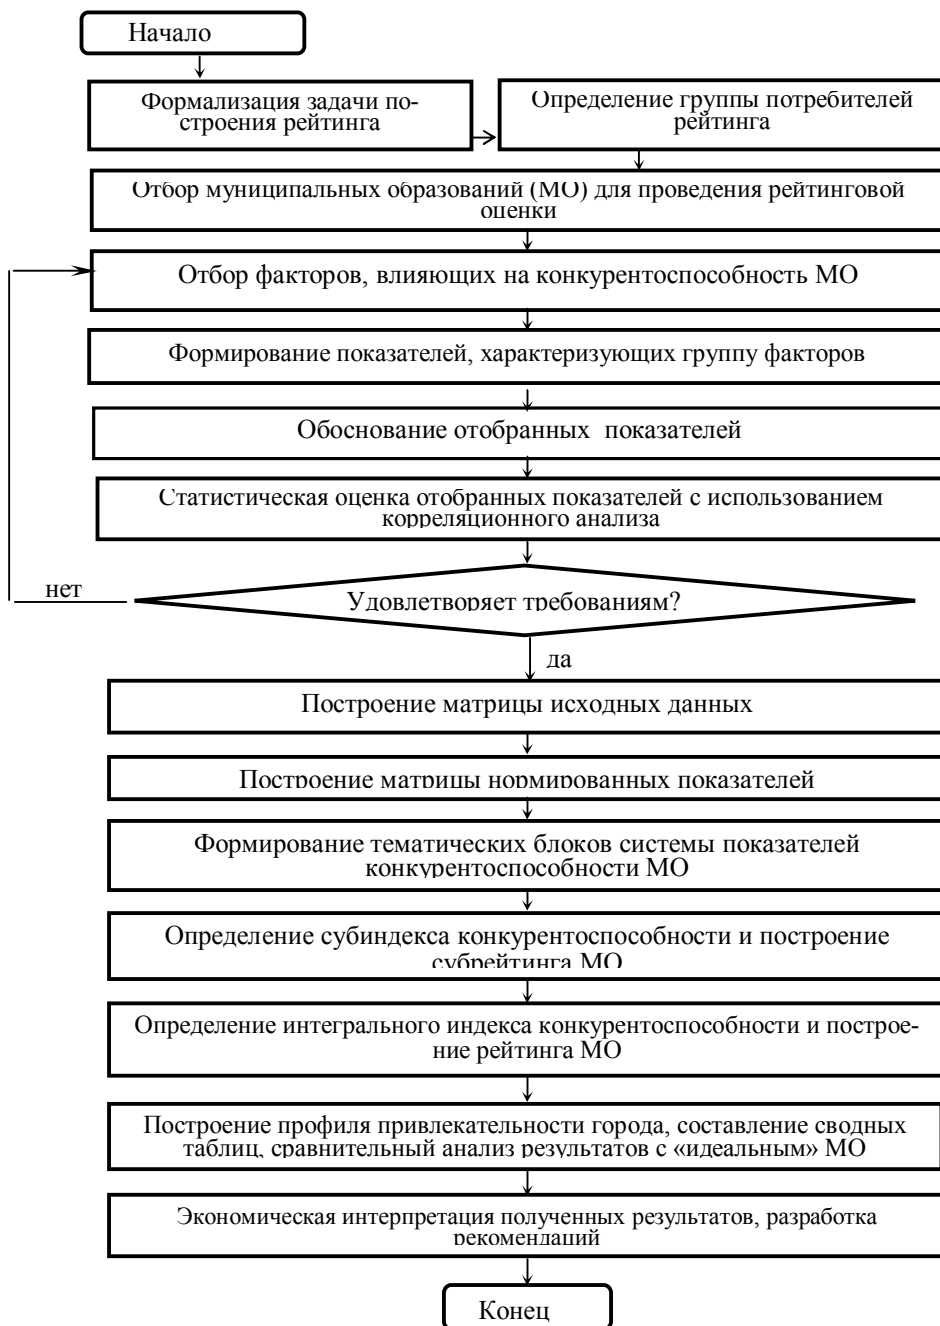 Начало
Формализация задачи по-
строения рейтинга
Определение группы потребителей
рейтинга
Отбор муниципальных образований (МО) для проведения рейтинговой
оценки
Отбор факторов, влияющих на конкурентоспособность МО
Формирование показателей, характеризующих группу факторов
Обоснование отобранных показателей
Статистическая оценка отобранных показателей с использованием
корреляционного анализа
нет
Удовлетворяет требованиям?
да
Построение матрицы исходных данных
Построение матрицы нормированных показателей
Формирование тематических блоков системы показателей
конкурентоспособности МО
Определение субиндекса конкурентоспособности и построение
субрейтинга МО
Определение интегрального индекса конкурентоспособности и построе-
ние рейтинга МО
Построение профиля привлекательности города, составление сводных
таблиц, сравнительный анализ результатов с «идеальным» МО
Экономическая интерпретация полученных результатов, разработка
рекомендаций
Конец